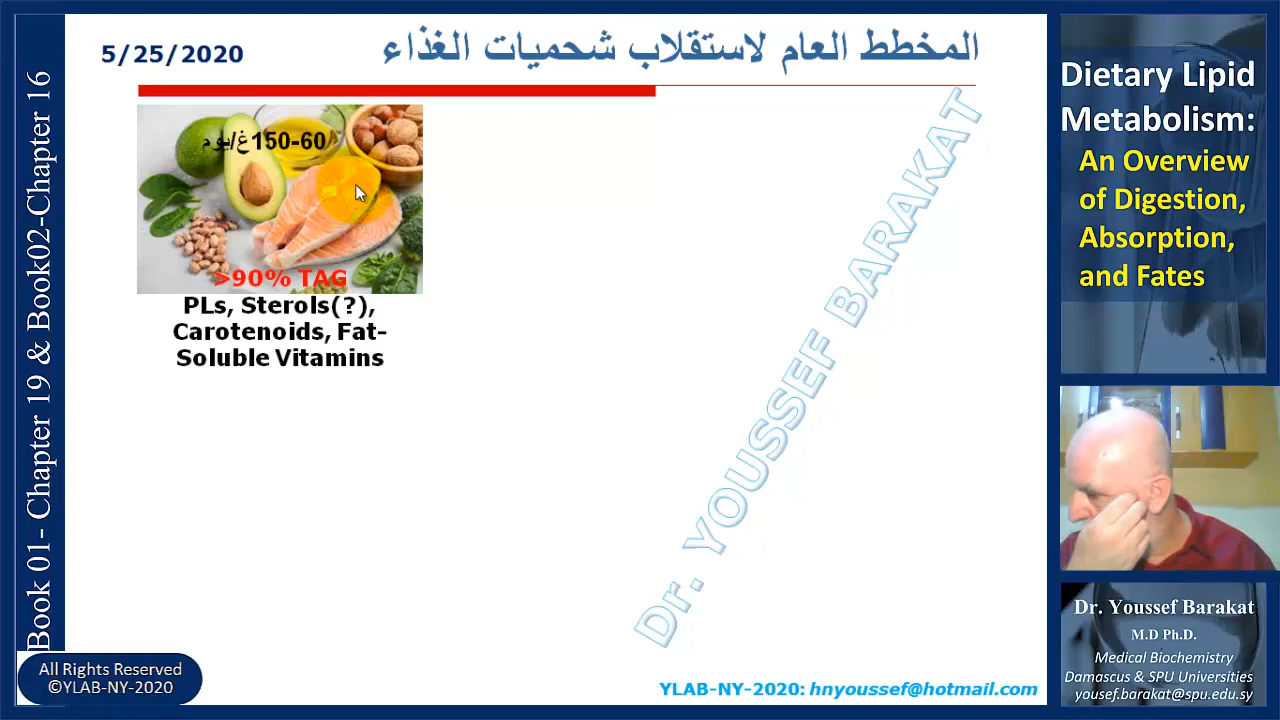 Book 01- Chapter 19 & Book02-Chapter 16
5/25/2020
المخطط العام لاستقلاب شحميات الغذاء
150-60غ/يوم
>90% TAG
PLs, Sterols(?),
Carotenoids, Fat-
Soluble Vitamins
Dr. YOUSSEF BARAKAT
Dietary Lipid
Metabolism:
An Overview
of Digestion,
Absorption,
and Fates
Dr. Youssef Barakat
M.D Ph.D.
Medical Biochemistry
Damascus & SPU Universities
yousef.barakat@spu.edu.sy
All Rights Reserved
©YLAB-NY-2020
YLAB-NY-2020: hnyoussef@hotmail.com